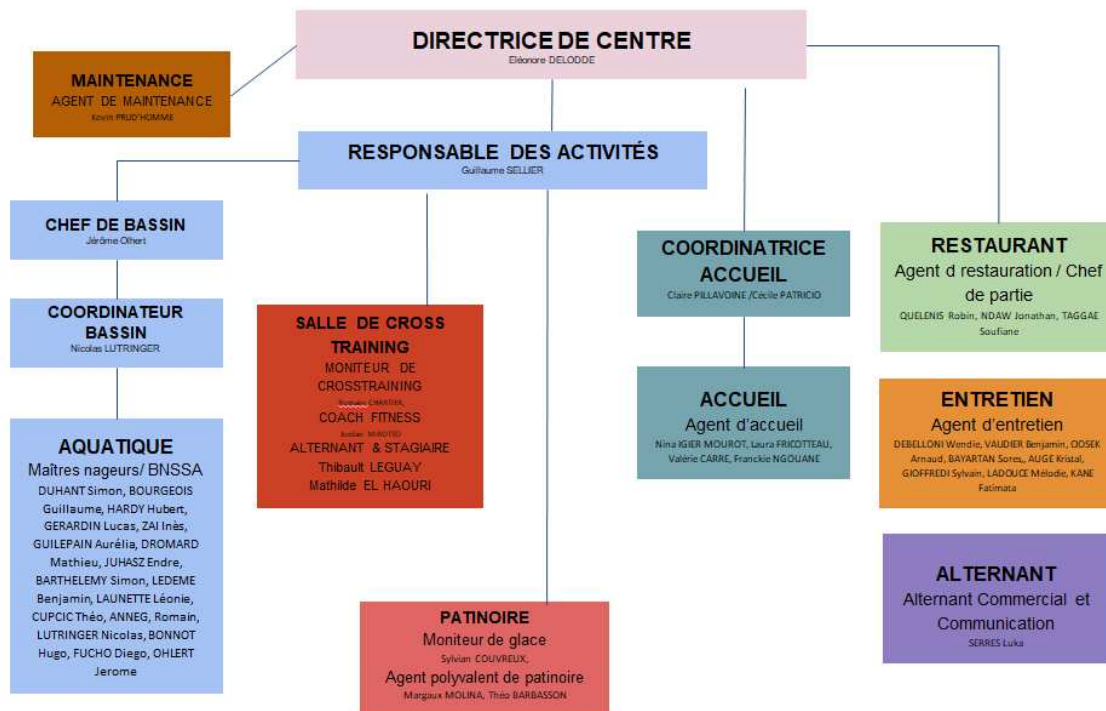 DIRECTRICE DE CENTRE
Eléonore DELODDE
MAINTENANCE
AGENT DE MAINTENANCE
Kevin PRUD'HOMME
RESPONSABLE DES ACTIVITÉS
Guillaume SELLIER
CHEF DE BASSIN
Jérôme Olhert
COORDINATEUR
BASSIN
Nicolas LUTRINGER
AQUATIQUE
Maîtres nageurs/ BNSSA
DUHANT Simon, BOURGEOIS
Guillaume, HARDY Hubert,
GERARDIN Lucas, ZAI Inès,
GUILEPAIN Aurélia, DROMARD
Mathieu, JUHASZ Endre,
BARTHELEMY Simon, LEDEME
Benjamin, LAUNETTE Léonie,
CUPCIC Théo, ANNEG, Romain,
LUTRINGER Nicolas, BONNOT
Hugo, FUCHO Diego, OHLERT
Jerome
SALLE DE CROSS
TRAINING
MONITEUR DE
CROSSTRAINING
Romain
COACH FITNESS
Jordan
ALTERNANT & STAGIAIRE
Thibault LEGUAY
Mathilde EL HAOURI
PATINOIRE
Moniteur de glace
Sylvian COUVREUX,
Agent polyvalent de patinoire
Margaux MOLINA, Théo BARBASSON
COORDINATRICE
ACCUEIL
Claire PILLAVOINE /Cécile PATRICIO
ACCUEIL
Agent d'accueil
Nina IGIER MOUROT, Laura FRICOTTEAU,
Valérie CARRE, Franckie NGOUANE
RESTAURANT
Agent d restauration / Chef
de partie
QUELENIS Robin, NDAW Jonathan, TAGGAE
Soufiane
ENTRETIEN
Agent d'entretien
DEBELLONI Wendie, VAUDIER Benjamin, ODSEK
Arnaud, BAYARTAN Sores,, AUGE Kristal,
GIOFFREDI Sylvain, LADOUCE Mélodie, KANE
Fatimata
ALTERNANT
Alternant Commercial et
Communication
SERRES Luka